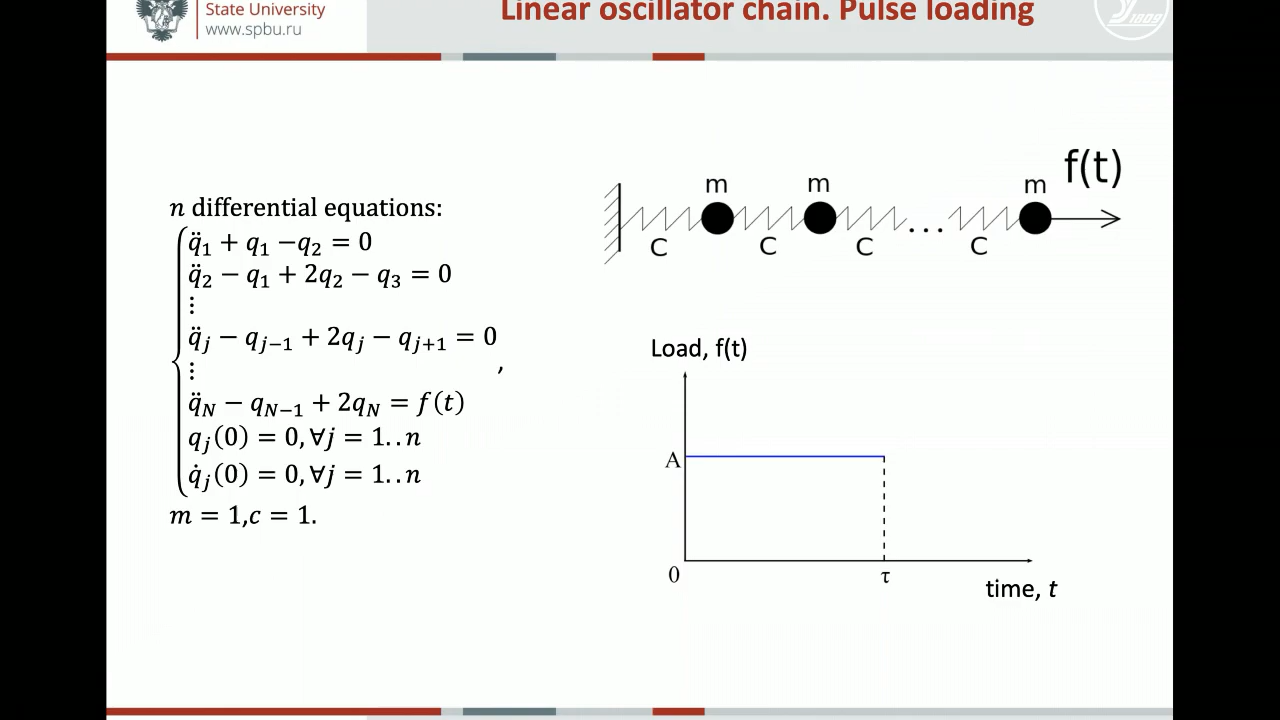 State University
www.spbu.ru
Linear oscillator chain. Pulse loading
1809
n differential equations:
q̈₁ + q₁ −q₂ = 0
q̈₂ − q₁ + 2q₂ − q₃ = 0
⋮
q̈ⱼ − qⱼ₋₁ + 2qⱼ − qⱼ₊₁ = 0
⋮
,
q̈_N − q_{N−1} + 2q_N = f(t)
qⱼ(0) = 0, ∀j = 1..n
q̇ⱼ(0) = 0, ∀j = 1..n
m = 1,c = 1.
f(t)
m m m
C C C C
...
Load, f(t)
A
0 τ
time, t